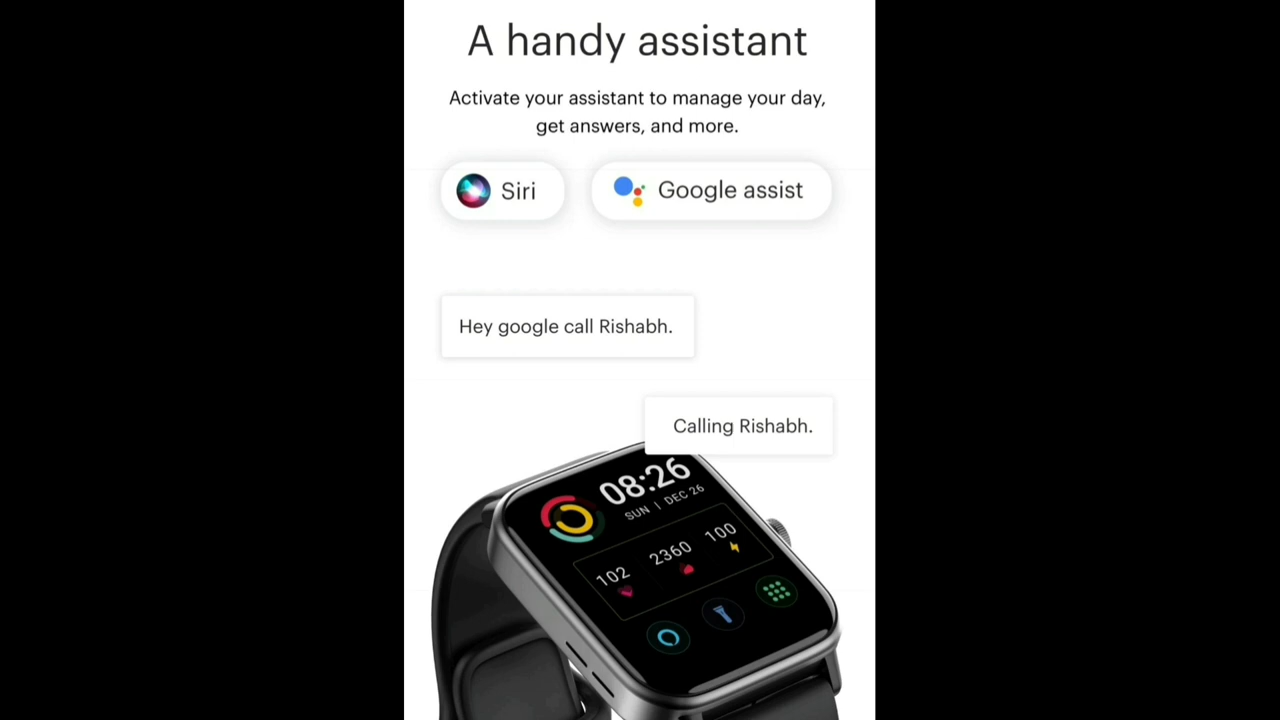 A handy assistant
Activate your assistant to manage your day,
get answers, and more.
Siri
Google assist
Hey google call Rishabh.
Calling Rishabh.
08:26
SUN | DEC 26
102 2360 100